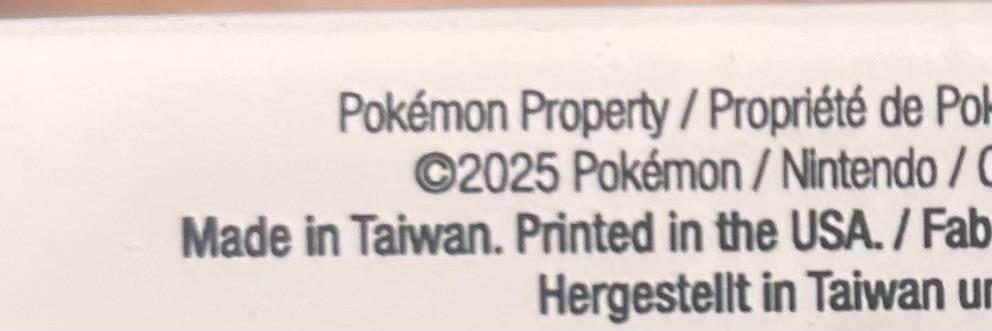 Pokémon Property / Propriété de
©2025 Pokémon / Nintendo /
Made in Taiwan. Printed in the USA. /
Hergestellt in Taiwan